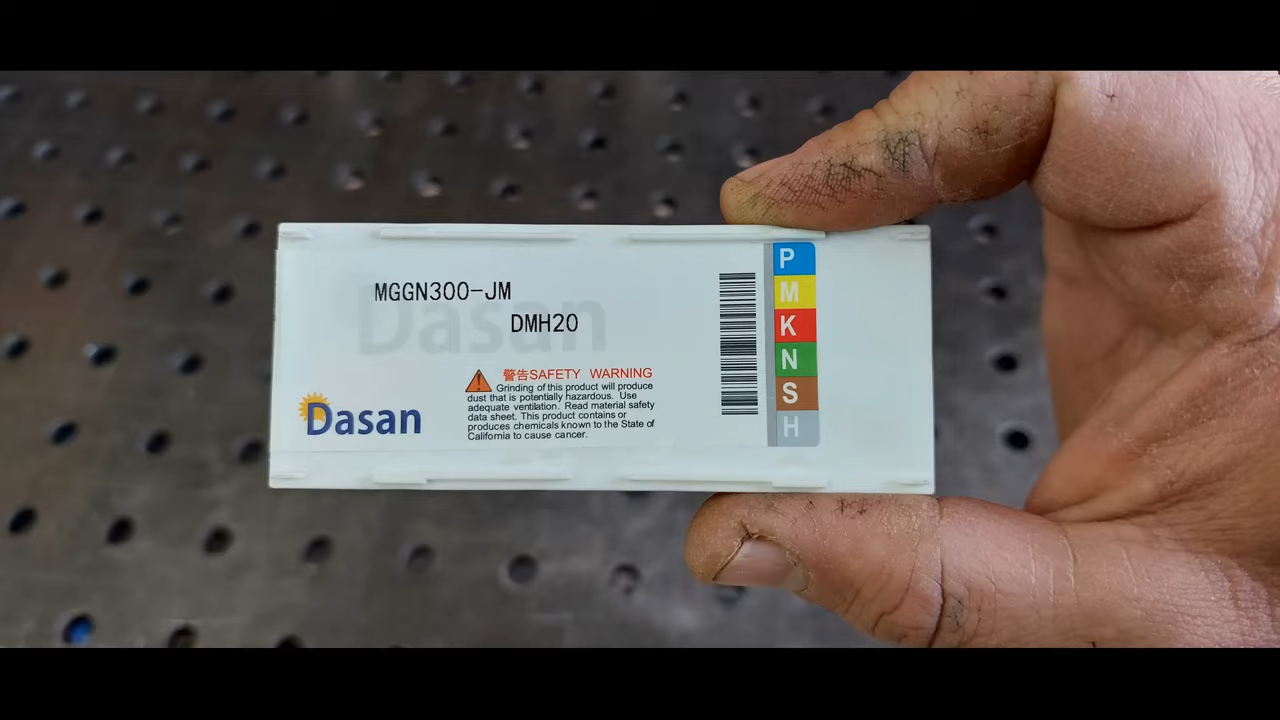 MGGN300-JM
Dasan
DMH20
警告SAFETY WARNING
Grinding of this product will produce
dust that is potentially hazardous. Use
adequate ventilation. Read material safety
data sheet. This product contains or
produces chemicals known to the State of
California to cause cancer.
Dasan
P
M
K
N
S
H